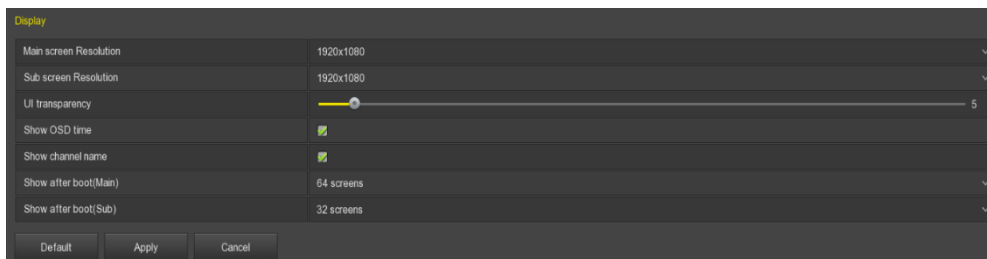 Display
Main screen Resolution 1920x1080
Sub screen Resolution 1920x1080
UI transparency 5
Show OSD time
Show channel name
Show after boot(Main) 64 screens
Show after boot(Sub) 32 screens
Default Apply Cancel